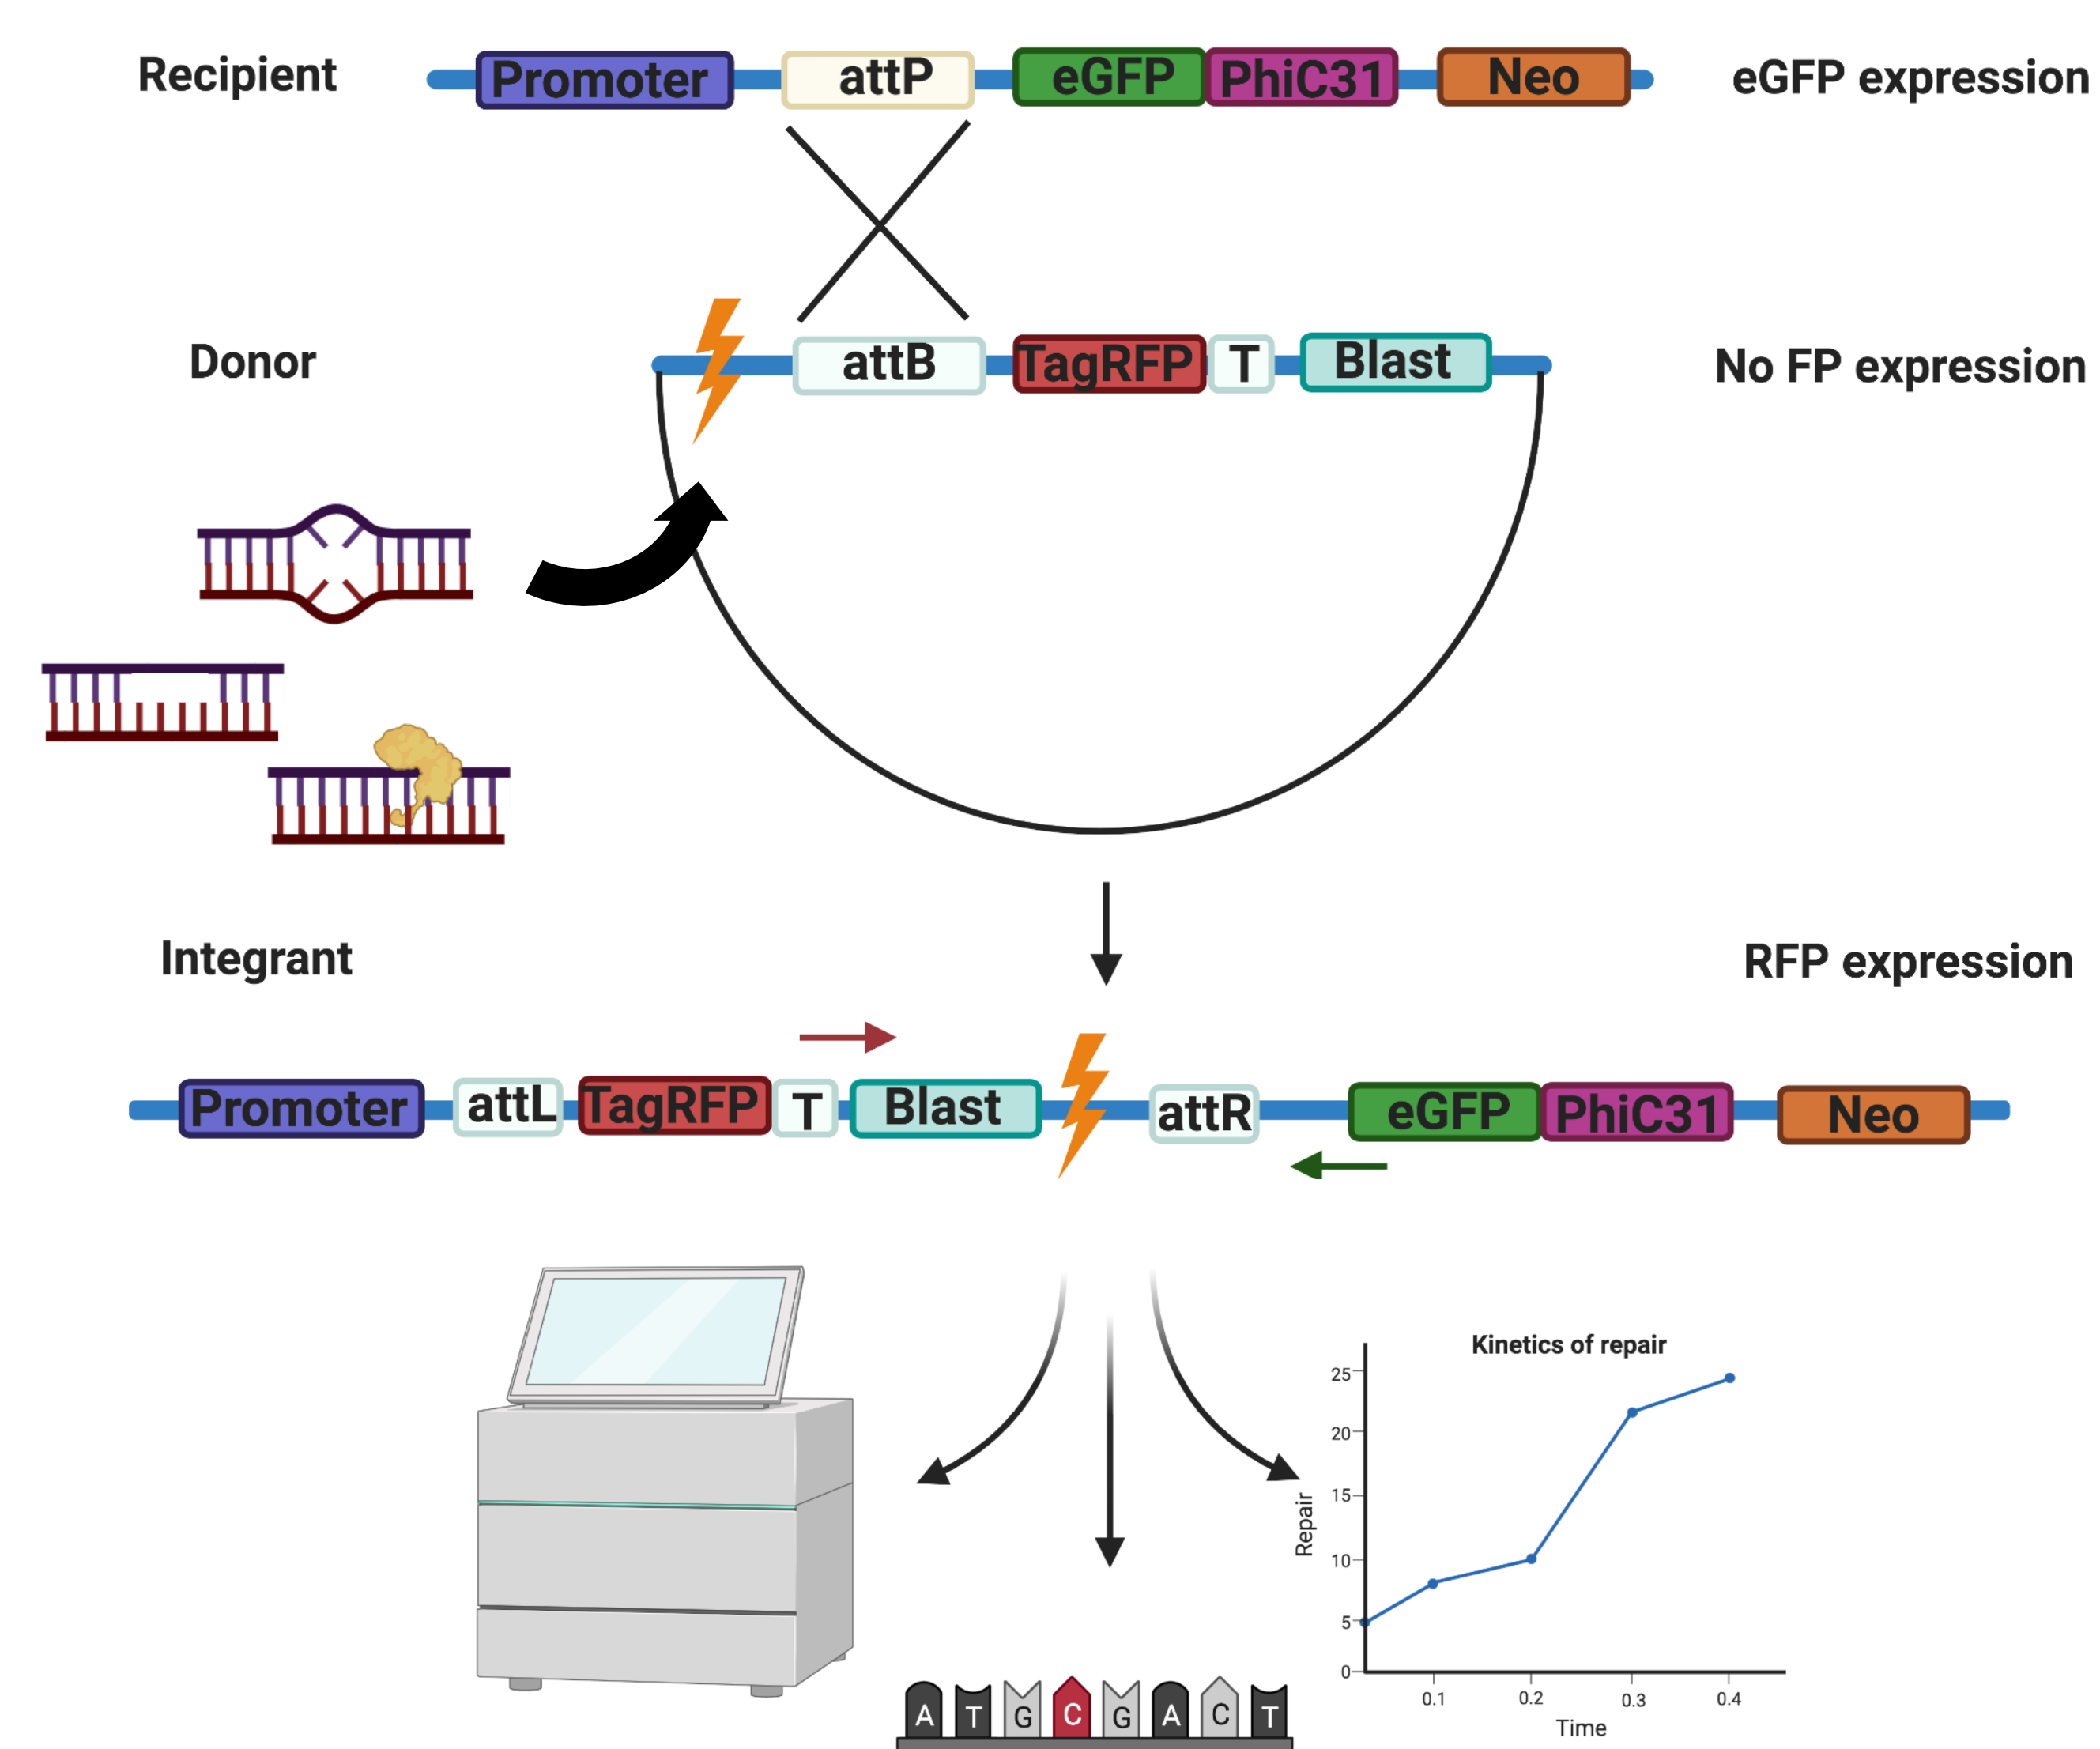 Recipient
Promoter
attP
eGFP
PhiC31
Neo
eGFP expression
Donor
attB
TagRFP
T
Blast
No FP expression
Integrant
RFP expression
Promoter
attL
TagRFP
T
Blast
attR
eGFP
PhiC31
Neo
Kinetics of repair
25
20
15
10
5
0
Repair
0.1
0.2
0.3
0.4
Time
A T G C G A C T